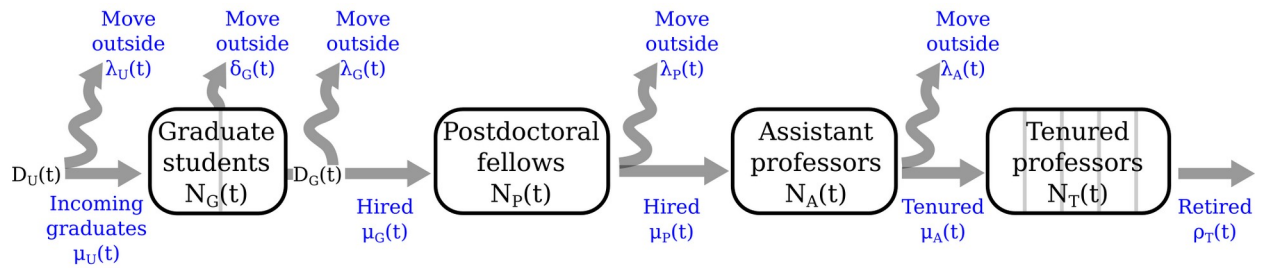 Move
outside
λU(t)
Move
outside
δG(t)
Move
outside
λG(t)
Move
outside
λP(t)
Move
outside
λA(t)
DU(t)
Graduate
students
NG(t)
DG(t)
Postdoctoral
fellows
NP(t)
Assistant
professors
NA(t)
Tenured
professors
NT(t)
Incoming
graduates
μU(t)
Hired
μG(t)
Hired
μP(t)
Tenured
μA(t)
Retired
ρT(t)